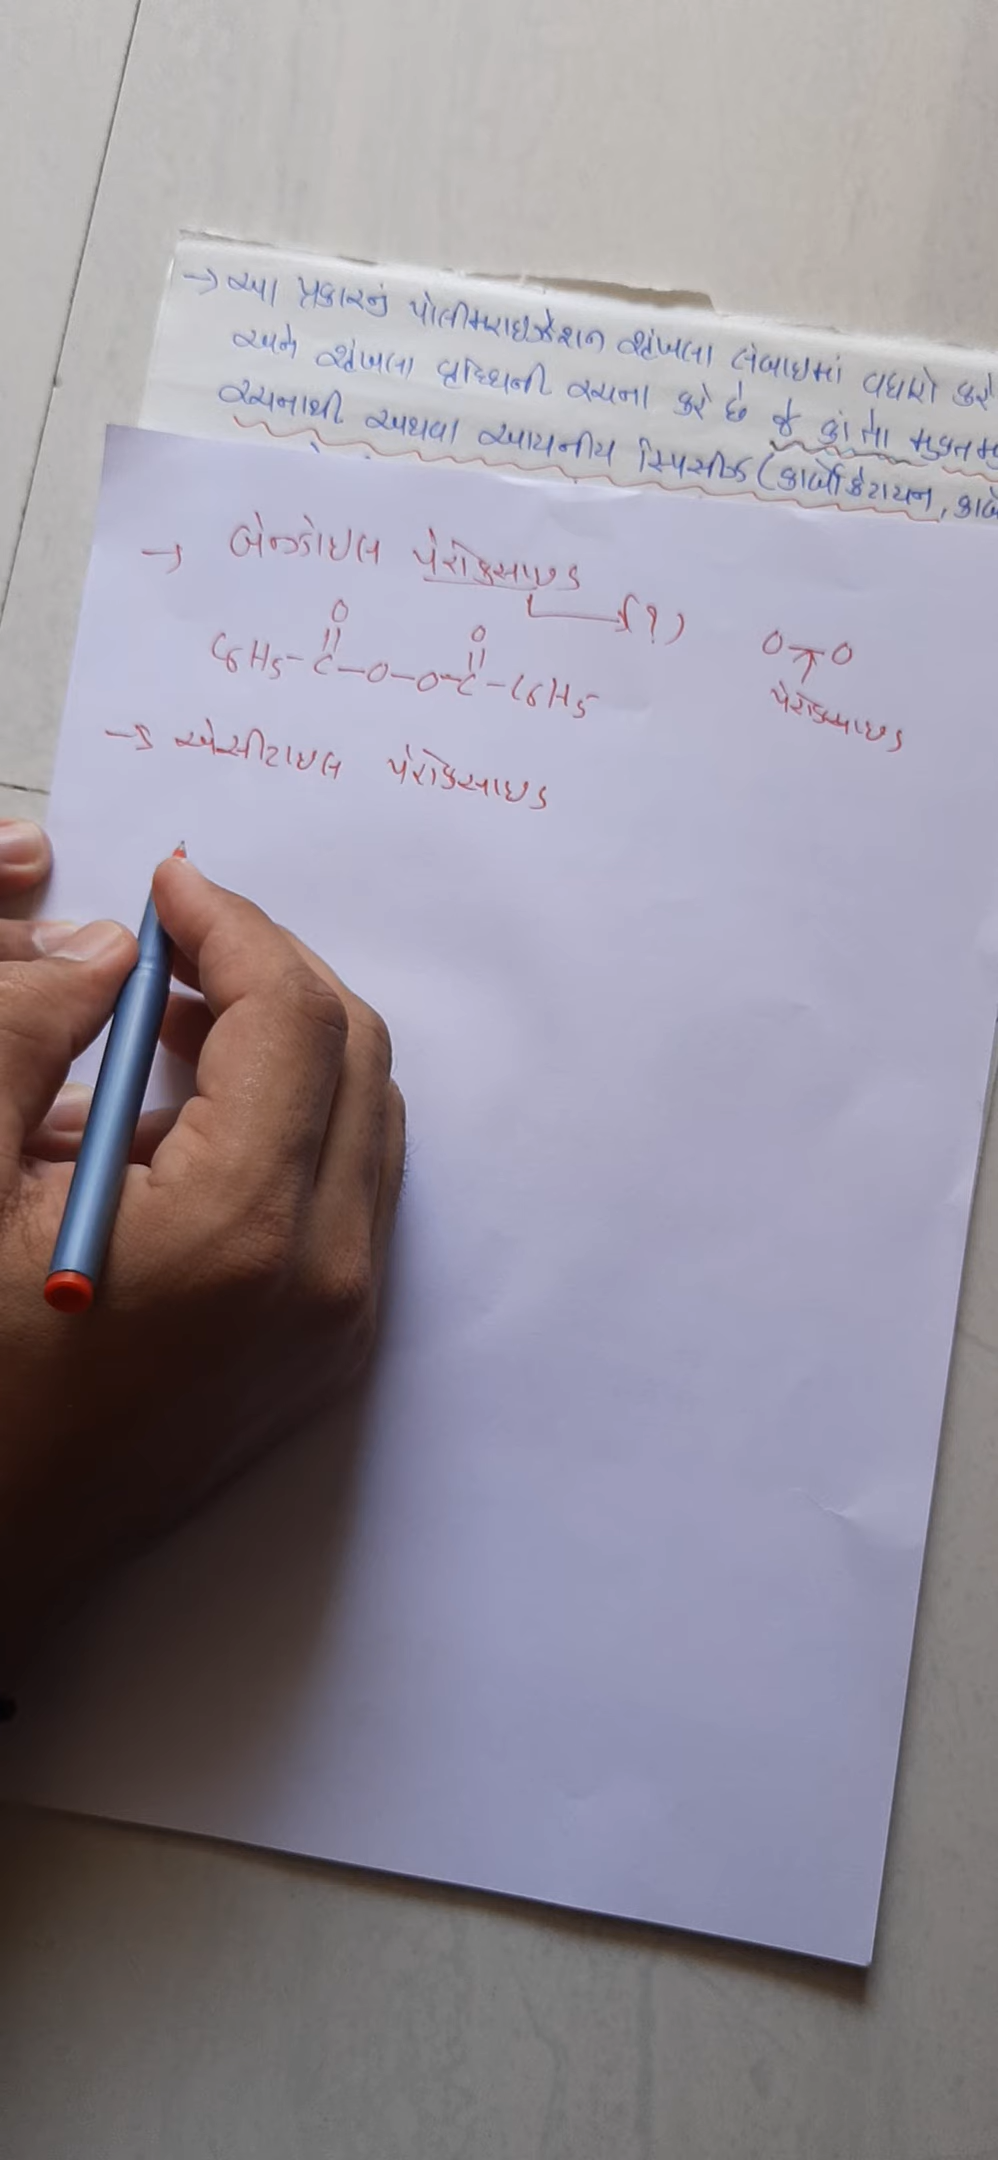 → આ પ્રકારનું પોલીમરાઇઝેશન શૃંખલા લંબાઇમાં વધારો કરે
અને શૃંખલા વૃધ્ધિની રચના કરે છે જે કાં તો મુક્ત
રચનાથી અથવા આયનીય સ્પિસીઝ (કાર્બોકેટાયન, કાર્બ
→ બેન્ઝોઇલ પેરોક્સાઇડ
(?)
O O
C6H5-C-O-O-C-C6H5
O-O
પેરોક્સાઇડ
→ એસીટાઇલ પેરોક્સાઇડ